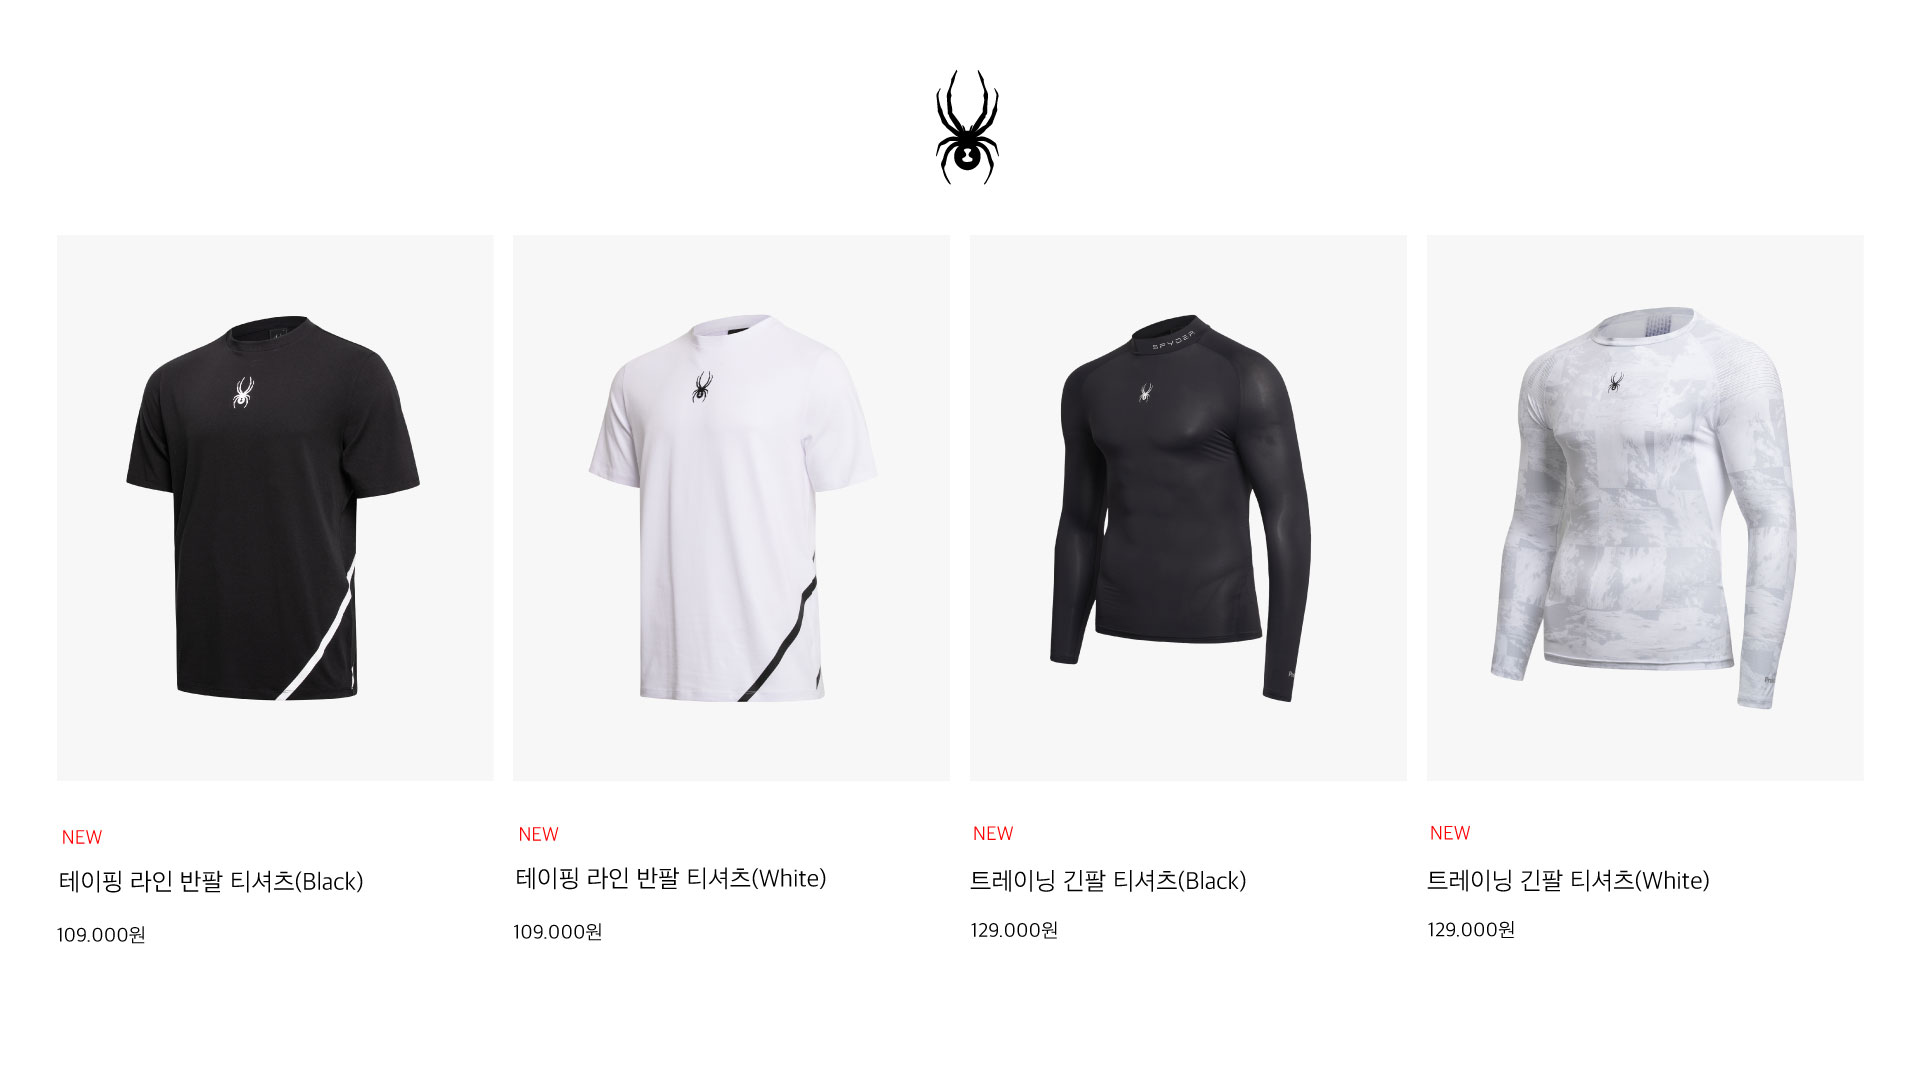 SPYDER
NEW
테이핑 라인 반팔 티셔츠(Black)
109.000원
NEW
테이핑 라인 반팔 티셔츠(White)
109.000원
NEW
트레이닝 긴팔 티셔츠(Black)
129.000원
NEW
트레이닝 긴팔 티셔츠(White)
129.000원